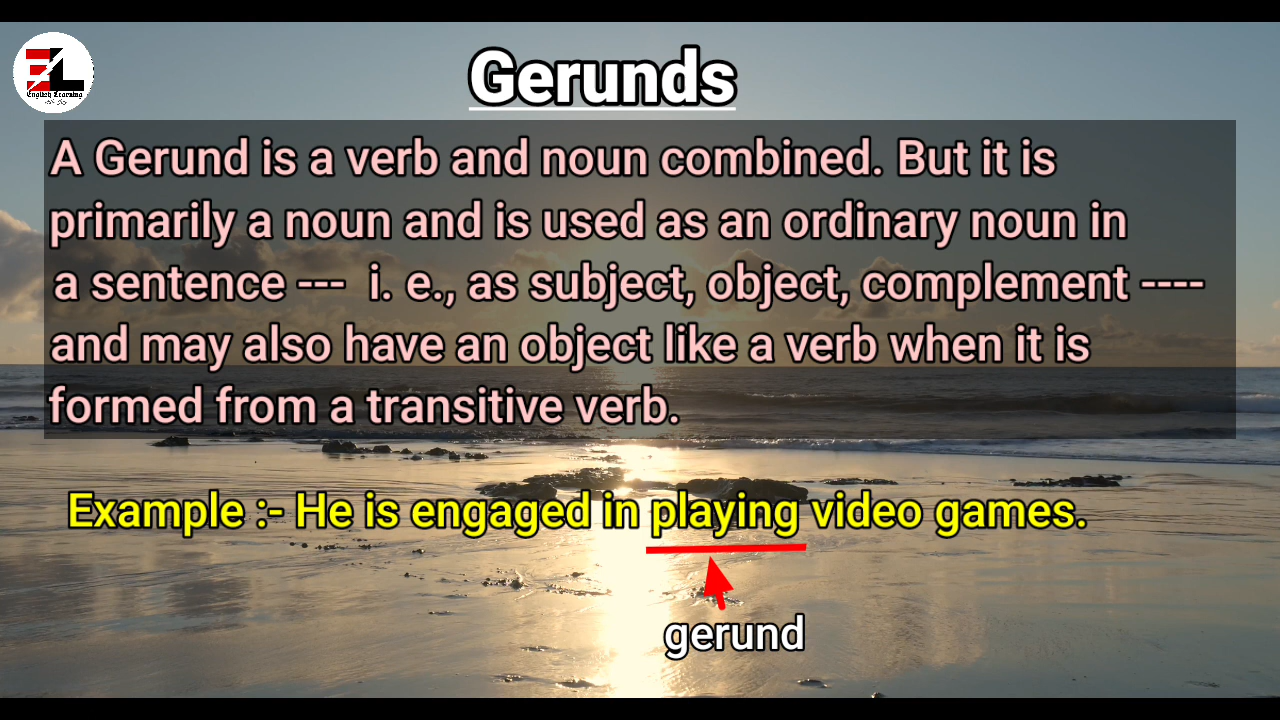 Gerunds
English Learning
A Gerund is a verb and noun combined. But it is
primarily a noun and is used as an ordinary noun in
a sentence --- i. e., as subject, object, complement ----
and may also have an object like a verb when it is
formed from a transitive verb.
Example :- He is engaged in playing video games.
gerund